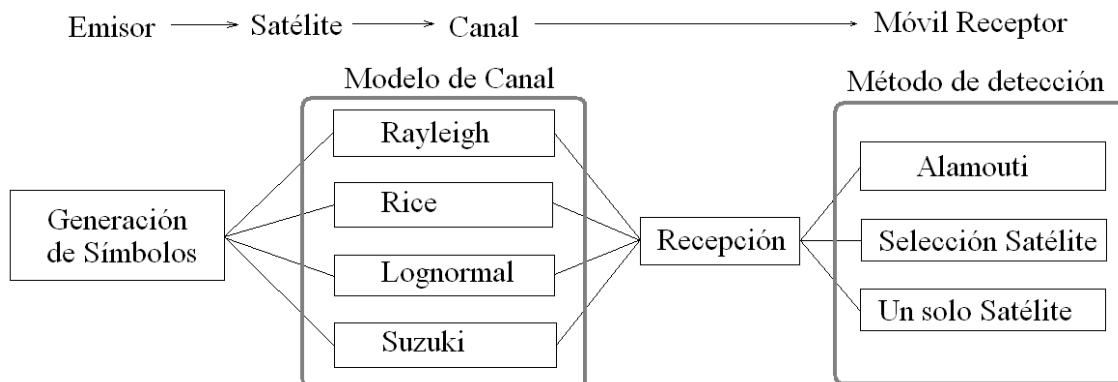 Emisor Satélite Canal Móvil Receptor
Modelo de Canal
Método de detección
Rayleigh
Rice
Lognormal
Suzuki
Generación
de Símbolos
Recepción
Alamouti
Selección Satélite
Un solo Satélite